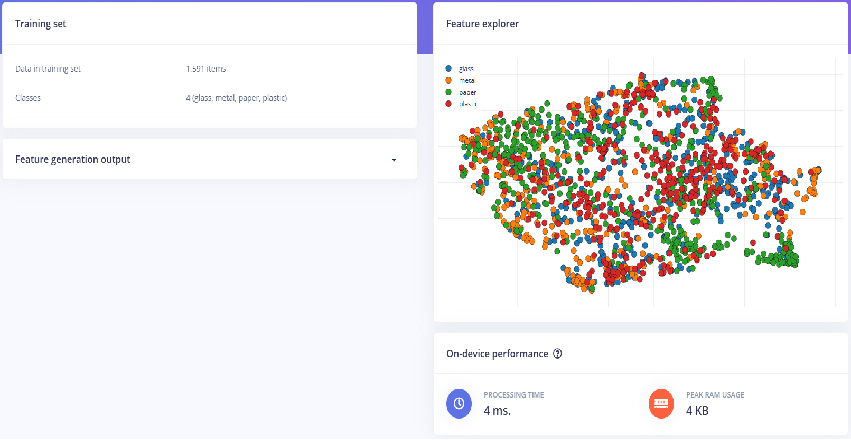 Training set
Data in training set 1,591 items
Classes 4 (glass, metal, paper, plastic)
Feature generation output
Feature explorer
glass
metal
paper
plastic
On-device performance
PROCESSING TIME
4 ms.
PEAK RAM USAGE
4 KB